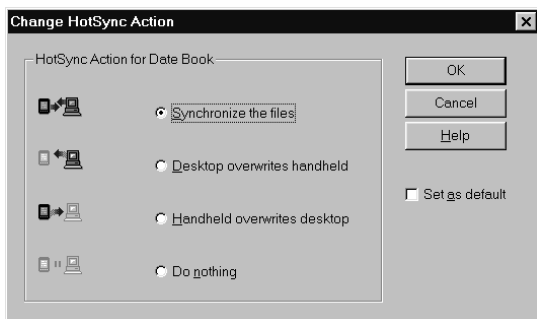 Change HotSync Action
HotSync Action for Date Book
Synchronize the files
Desktop overwrites handheld
Handheld overwrites desktop
Do nothing
OK
Cancel
Help
Set as default